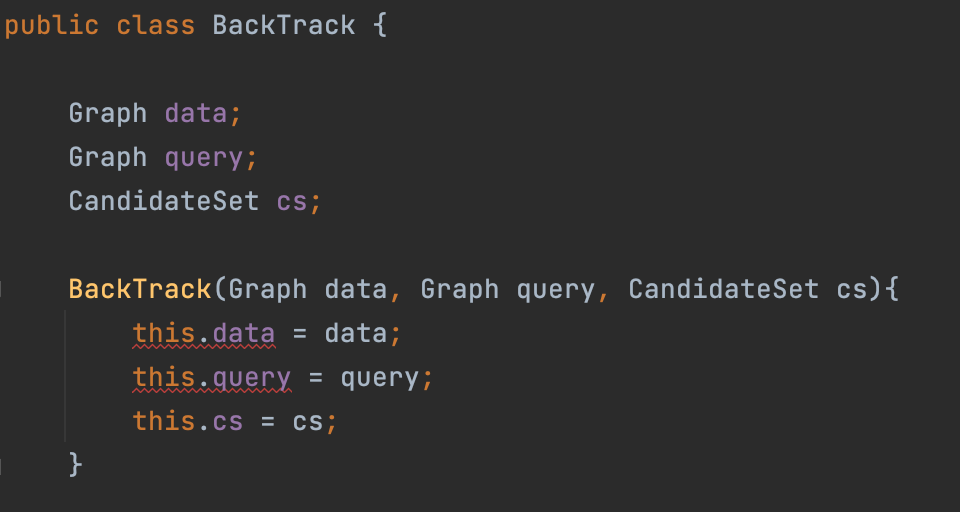 public class BackTrack {
Graph data;
Graph query;
CandidateSet cs;
BackTrack(Graph data, Graph query, CandidateSet cs){
this.data = data;
this.query = query;
this.cs = cs;
}